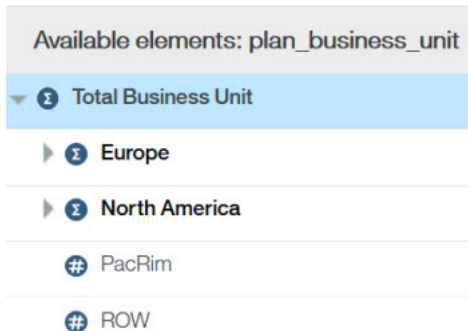 Available elements: plan_business_unit
Total Business Unit
Europe
North America
PacRim
ROW